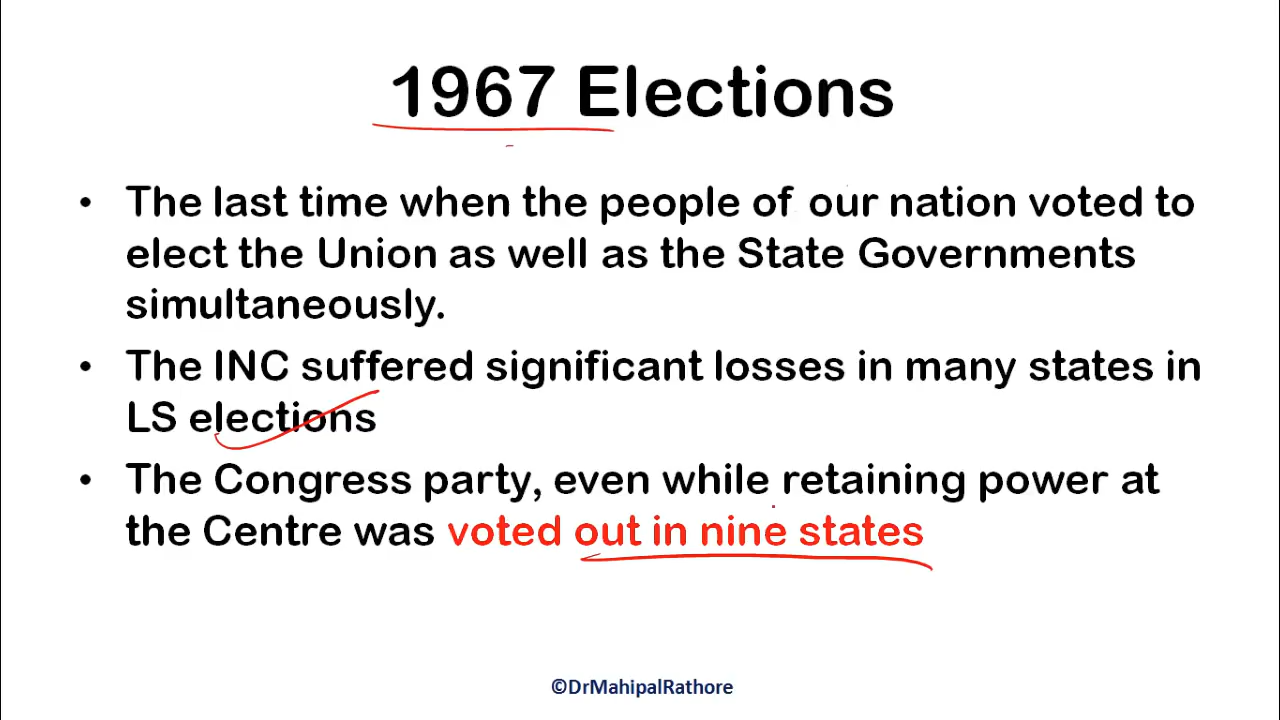 1967 Elections
• The last time when the people of our nation voted to
elect the Union as well as the State Governments
simultaneously.
• The INC suffered significant losses in many states in
LS elections
• The Congress party, even while retaining power at
the Centre was voted out in nine states
©DrMahipalRathore